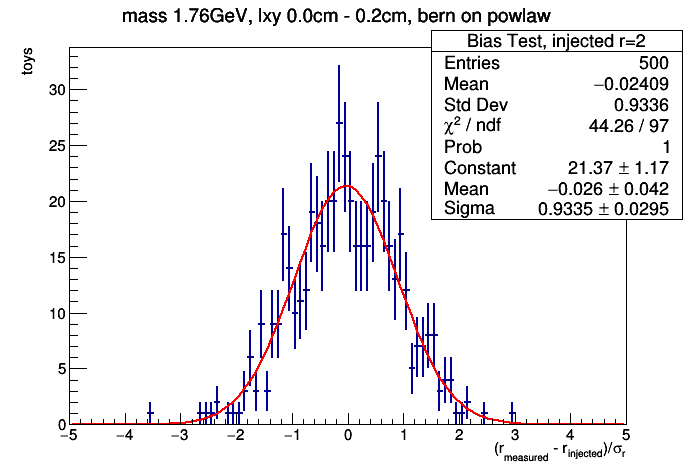 mass 1.76GeV, lxy 0.0cm - 0.2cm, bern on powlaw
Bias Test, injected r=2
Entries 500
Mean −0.02409
Std Dev 0.9336
χ² / ndf 44.26 / 97
Prob 1
Constant 21.37 ± 1.17
Mean −0.026 ± 0.042
Sigma 0.9335 ± 0.0295
toys
30
25
20
15
10
5
0
−5 −4 −3 −2 −1 0 1 2 3 4 5
(r_measured - r_injected)/σ_r